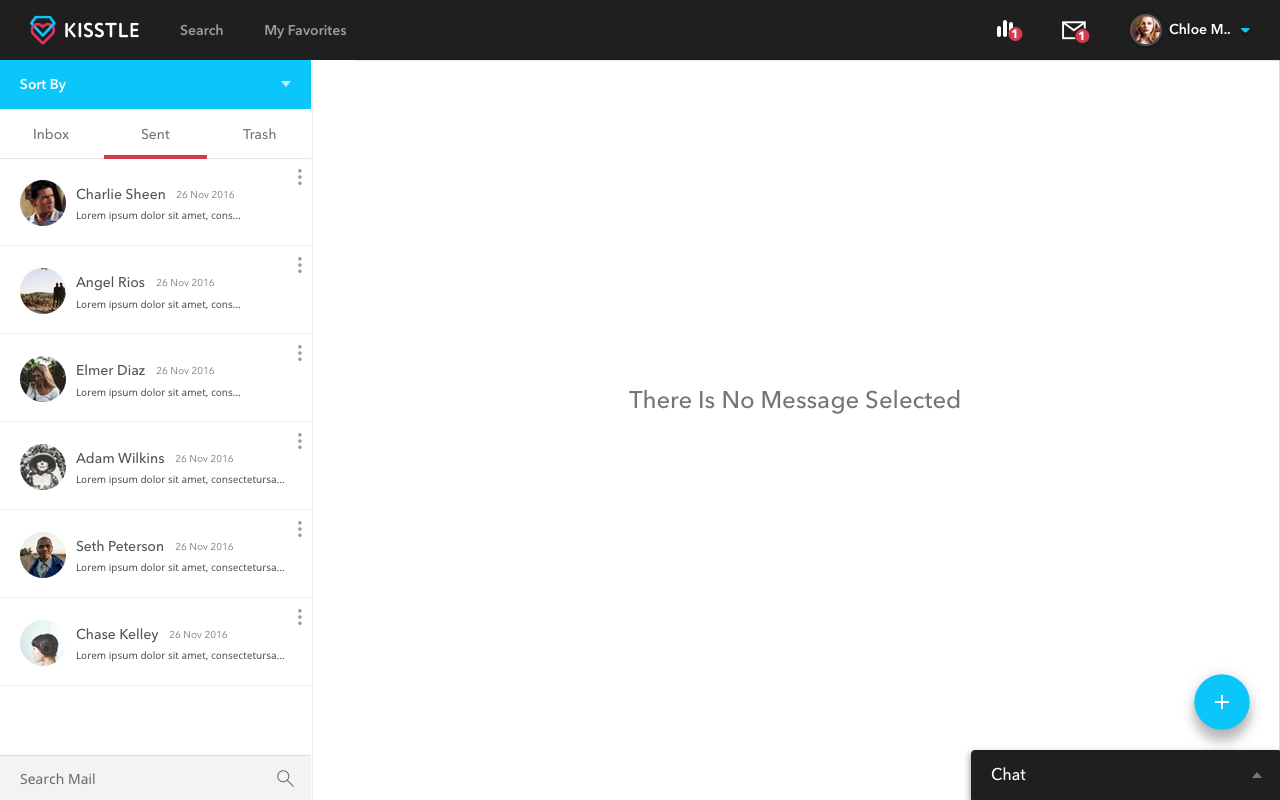 KISSTLE
Search
My Favorites
1
1
Chloe M..
Sort By
Inbox
Sent
Trash
Charlie Sheen 26 Nov 2016
Lorem ipsum dolor sit amet, cons...
Angel Rios 26 Nov 2016
Lorem ipsum dolor sit amet, cons...
Elmer Diaz 26 Nov 2016
Lorem ipsum dolor sit amet, cons...
Adam Wilkins 26 Nov 2016
Lorem ipsum dolor sit amet, consectetursa...
Seth Peterson 26 Nov 2016
Lorem ipsum dolor sit amet, consectetursa...
Chase Kelley 26 Nov 2016
Lorem ipsum dolor sit amet, consectetursa...
Search Mail
There Is No Message Selected
Chat